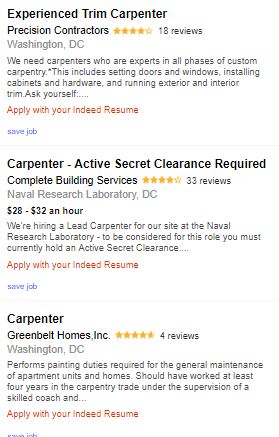 Experienced Trim Carpenter
Precision Contractors 18 reviews
Washington, DC
We need carpenters who are experts in all phases of custom
carpentry.*This includes setting doors and windows, installing
cabinets and hardware, and running exterior and interior
trim.Ask yourself:....
Apply with your Indeed Resume
save job
Carpenter - Active Secret Clearance Required
Complete Building Services 33 reviews
Naval Research Laboratory, DC
$28 - $32 an hour
We're hiring a Lead Carpenter for our site at the Naval
Research Laboratory - to be considered for this role you must
currently hold an Active Secret Clearance....
Apply with your Indeed Resume
save job
Carpenter
Greenbelt Homes,Inc. 4 reviews
Washington, DC
Performs painting duties required for the general maintenance
of apartment units and homes. Should have worked at least
four years in the carpentry trade under the supervision of a
skilled coach and...
Apply with your Indeed Resume
save job